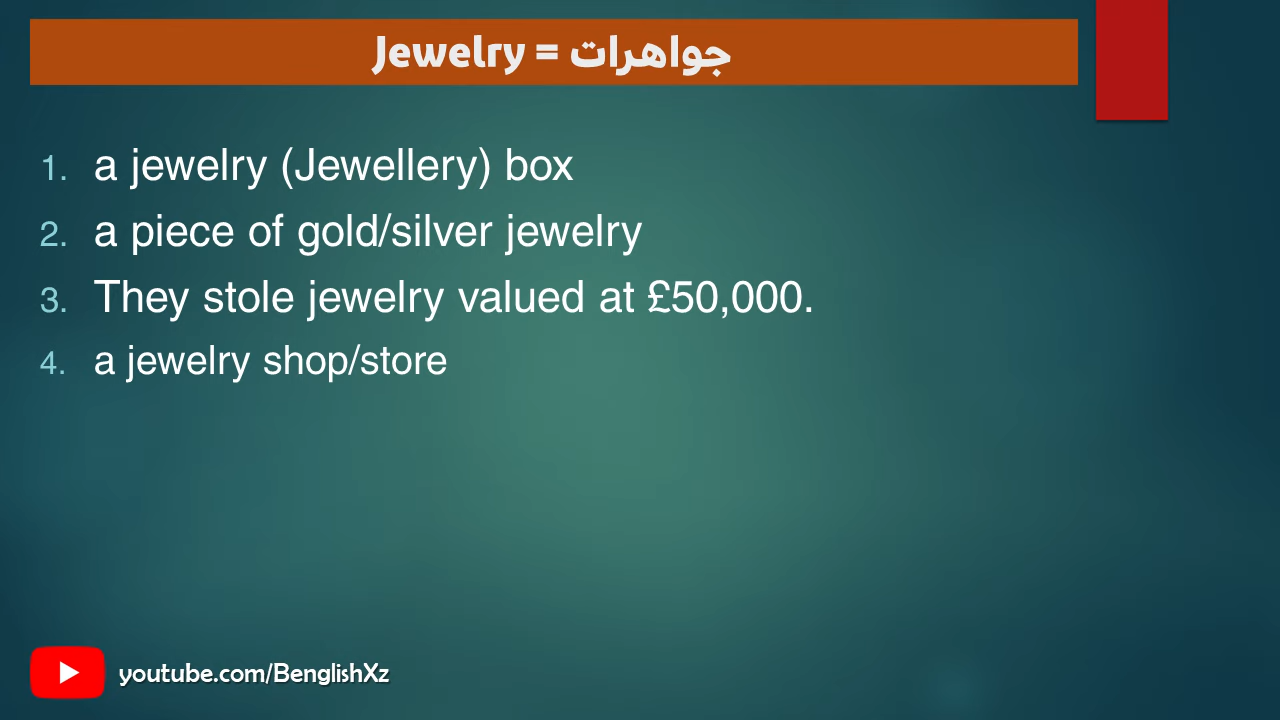 Jewelry = جواهرات
1. a jewelry (Jewellery) box
2. a piece of gold/silver jewelry
3. They stole jewelry valued at £50,000.
4. a jewelry shop/store
youtube.com/BenglishXz